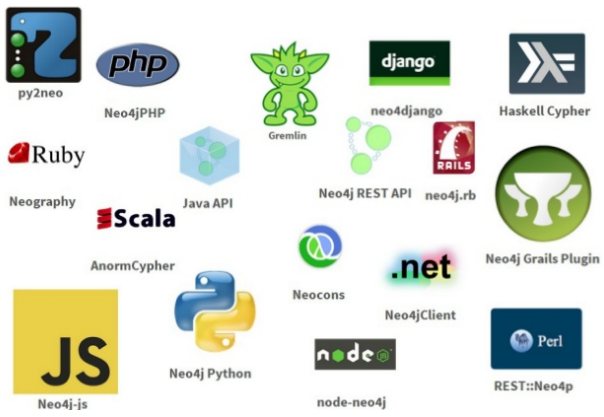 php
django
py2neo
Neo4jPHP
Gremlin
neo4django
Haskell Cypher
Ruby
RAILS
Neography
Java API
Neo4j REST API
neo4j.rb
Scala
AnormCypher
Neocons
.net
Neo4j Grails Plugin
Neo4jClient
JS
Neo4j Python
node
JS
Perl
Neo4j-js
node-neo4j
REST::Neo4p